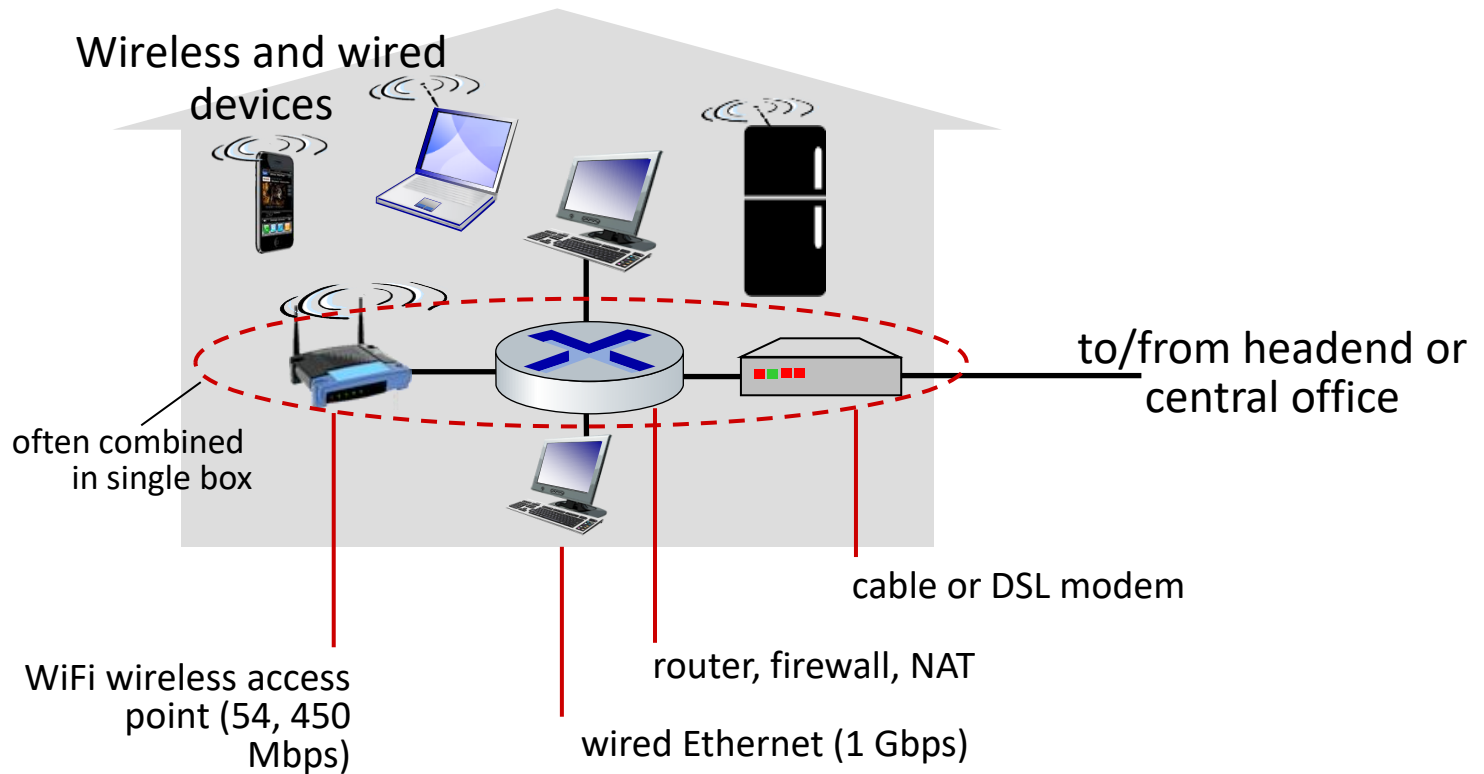 Wireless and wired
devices
to/from headend or
central office
often combined
in single box
cable or DSL modem
router, firewall, NAT
WiFi wireless access
point (54, 450
Mbps)
wired Ethernet (1 Gbps)